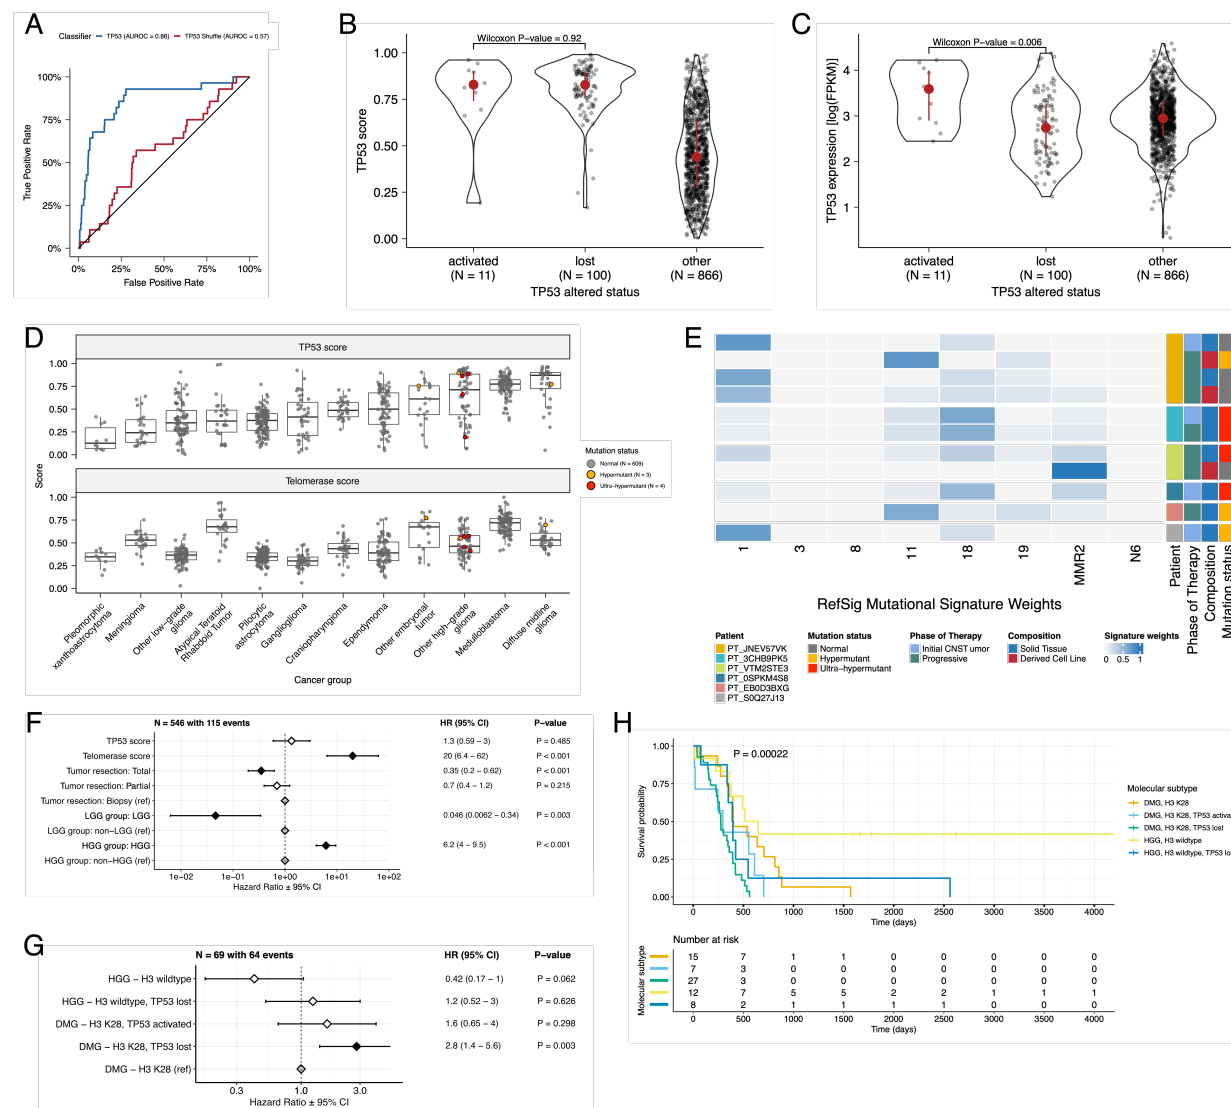 A
Classifier TP53 (AUROC = 0.86) TP53 Shuffle (AUROC = 0.57)
100%
75%
50%
25%
0%
True Positive Rate
0% 25% 50% 75% 100%
False Positive Rate
B
Wilcoxon P−value = 0.92
1.00
0.75
0.50
0.25
0.00
TP53 score
activated lost other
(N = 11) (N = 100) (N = 866)
TP53 altered status
C
Wilcoxon P−value = 0.006
4
3
2
1
TP53 expression [log(FPKM)]
activated lost other
(N = 11) (N = 100) (N = 866)
TP53 altered status
D
TP53 score
1.00
0.75
0.50
0.25
0.00
Telomerase score
1.00
0.75
0.50
0.25
0.00
Score
Pleomorphic xanthoastrocytoma
Meningioma
Other low−grade glioma
Atypical Teratoid Rhabdoid Tumor
Pilocytic astrocytoma
Ganglioglioma
Craniopharyngioma
Ependymoma
Other embryonal tumor
Other high−grade glioma
Medulloblastoma
Diffuse midline glioma
Cancer group
Mutation status
Normal (N = 609)
Hypermutant (N = 3)
Ultra−hypermutant (N = 4)
E
1 3 8 11 18 19 MMR2 N6
Patient
Phase of Therapy
Composition
Mutation status
RefSig Mutational Signature Weights
Patient
PT_JNEV57VK
PT_3CHB9PK5
PT_VTM2STE3
PT_0SPKM4S8
PT_EB0D3BXG
PT_S0Q27J13
Mutation status
Normal
Hypermutant
Ultra−hypermutant
Phase of Therapy
Initial CNST umor
Progressive
Composition
Solid Tissue
Derived Cell Line
Signature weights
0 0.5 1
F
N = 546 with 115 events HR (95% CI) P−value
TP53 score 1.3 (0.59 − 3) P = 0.485
Telomerase score 20 (6.4 − 62) P < 0.001
Tumor resection: Total 0.35 (0.2 − 0.62) P < 0.001
Tumor resection: Partial 0.7 (0.4 − 1.2) P = 0.215
Tumor resection: Biopsy (ref)
LGG group: LGG 0.046 (0.0062 − 0.34) P = 0.003
LGG group: non−LGG (ref)
HGG group: HGG 6.2 (4 − 9.5) P < 0.001
HGG group: non−HGG (ref)
1e−02 1e+00 1e+01 1e+02
Hazard Ratio ± 95% CI
G
N = 69 with 64 events HR (95% CI) P−value
HGG − H3 wildtype 0.42 (0.17 − 1) P = 0.062
HGG − H3 wildtype, TP53 lost 1.2 (0.52 − 3) P = 0.626
DMG − H3 K28, TP53 activated 1.6 (0.65 − 4) P = 0.298
DMG − H3 K28, TP53 lost 2.8 (1.4 − 5.6) P = 0.003
DMG − H3 K28 (ref)
0.3 1.0 3.0
Hazard Ratio ± 95% CI
H
P = 0.00022
1.00
0.75
0.50
0.25
0.00
Survival probability
0 500 1000 1500 2000 2500 3000 3500 4000
Time (days)
Molecular subtype
DMG, H3 K28
DMG, H3 K28, TP53 activa
DMG, H3 K28, TP53 lost
HGG, H3 wildtype
HGG, H3 wildtype, TP53 lo
Number at risk
Molecular subtype
15 7 1 1 0 0 0 0 0
7 3 0 0 0 0 0 0 0
27 3 0 0 0 0 0 0 0
12 7 5 5 2 2 1 1 1
8 2 1 1 1 1 0 0 0
0 500 1000 1500 2000 2500 3000 3500 4000
Time (days)